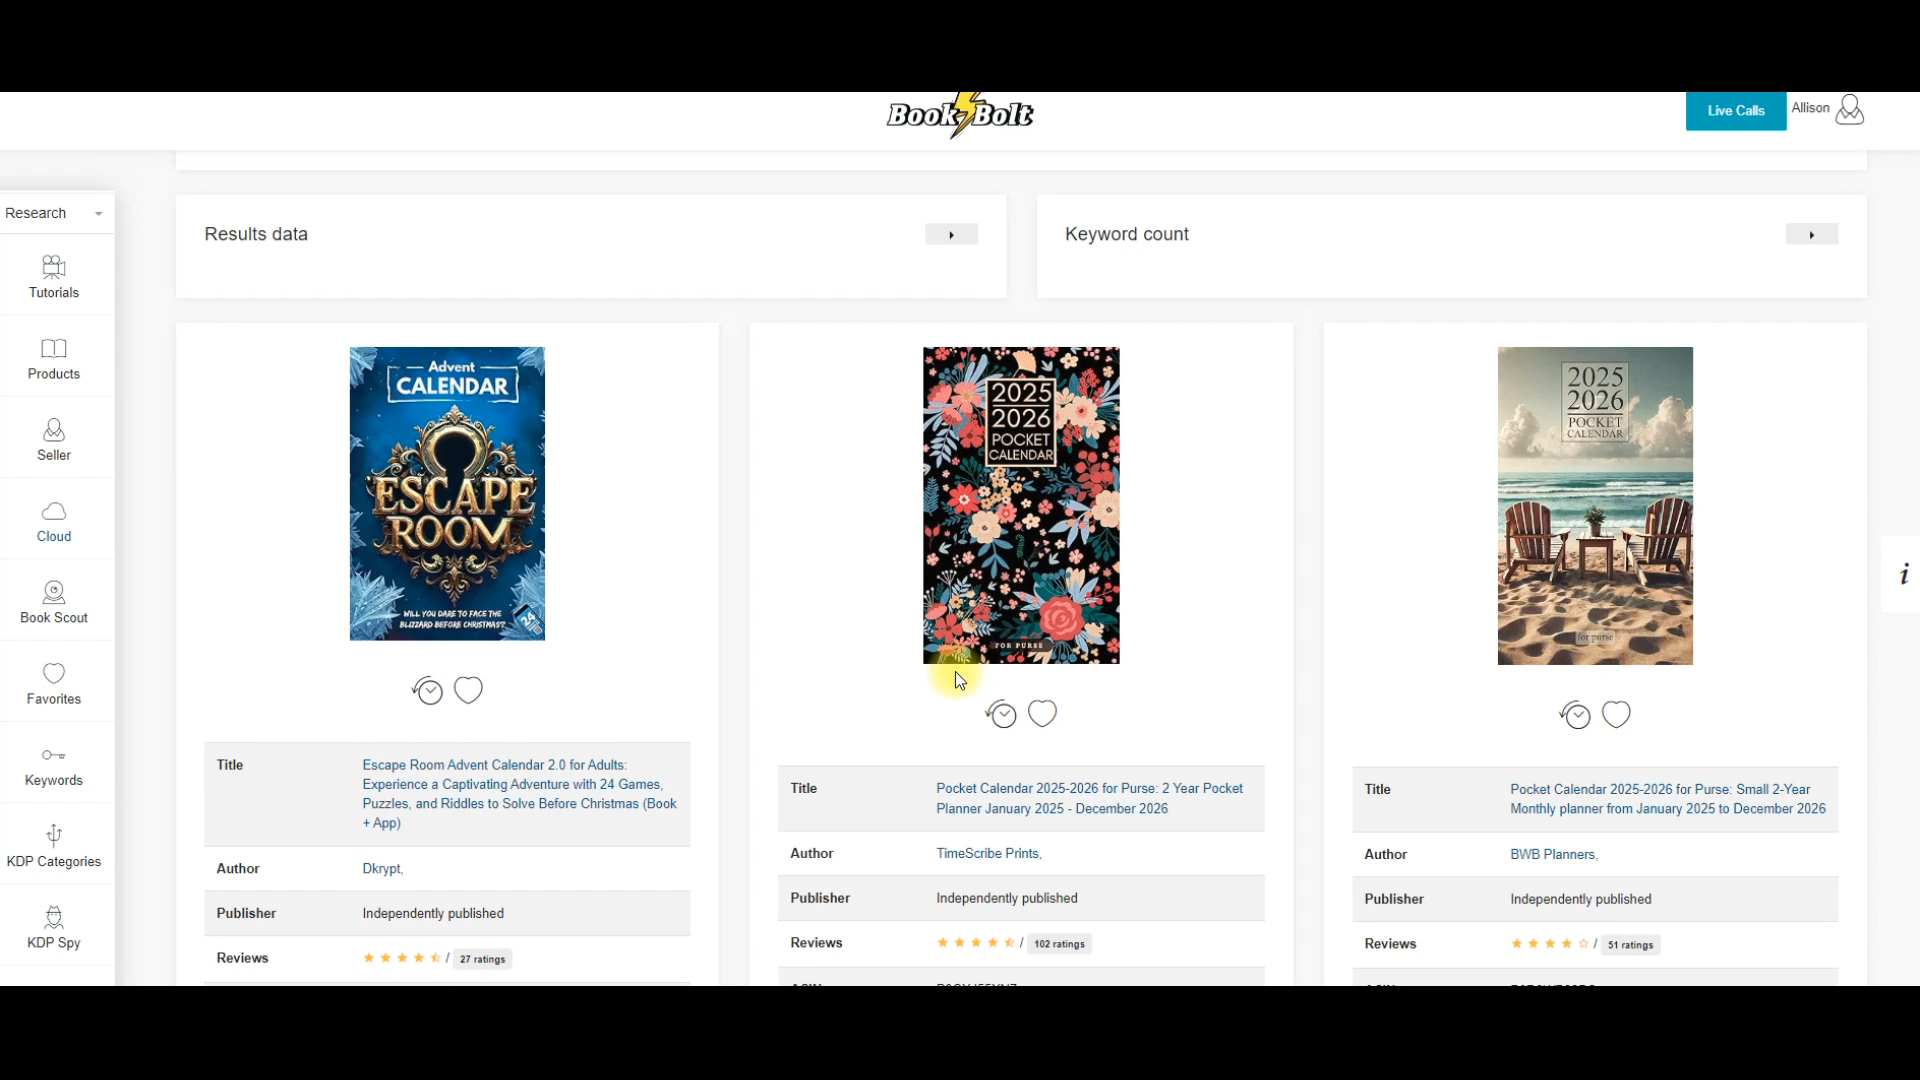 Book Bolt
Live Calls
Allison
Research
Tutorials
Products
Seller
Cloud
Book Scout
Favorites
Keywords
KDP Categories
KDP Spy
Results data
Keyword count
i
Advent
CALENDAR
ESCAPE
ROOM
WILL YOU DARE TO FACE THE
BLIZZARD BEFORE CHRISTMAS?
24
Title
Escape Room Advent Calendar 2.0 for Adults:
Experience a Captivating Adventure with 24 Games,
Puzzles, and Riddles to Solve Before Christmas (Book
+ App)
Author
Dkrypt,
Publisher
Independently published
Reviews
/ 27 ratings
2025
2026
POCKET
CALENDAR
FOR PURSE
Title
Pocket Calendar 2025-2026 for Purse: 2 Year Pocket
Planner January 2025 - December 2026
Author
TimeScribe Prints,
Publisher
Independently published
Reviews
/ 102 ratings
2025
2026
POCKET
CALENDAR
for purse
Title
Pocket Calendar 2025-2026 for Purse: Small 2-Year
Monthly planner from January 2025 to December 2026
Author
BWB Planners,
Publisher
Independently published
Reviews
/ 51 ratings